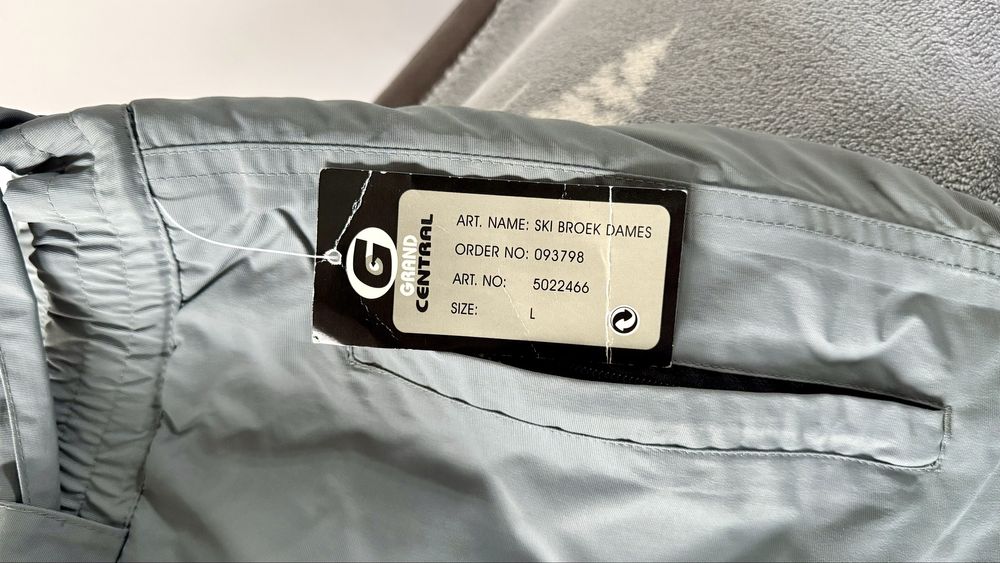 G
GRAND
CENTRAL
ART. NAME: SKI BROEK DAMES
ORDER NO: 093798
ART. NO: 5022466
SIZE: L